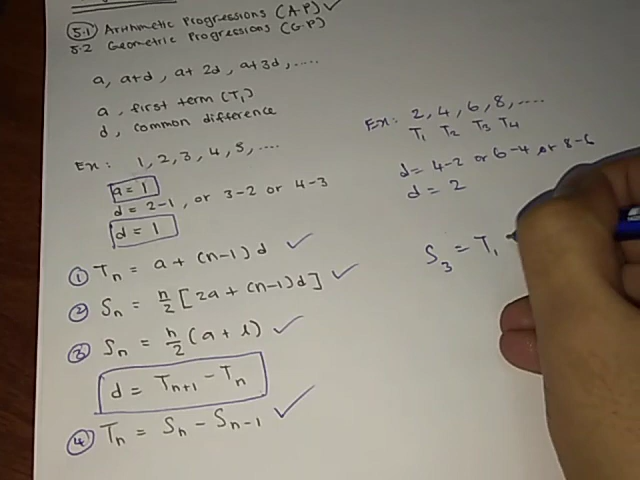 5.1 Arithmetic Progressions (A.P) ✓
5.2 Geometric Progressions (G.P)
a, a+d, a+ 2d, a+3d, .....
a, first term (T₁)
d, common difference
Ex: 1, 2, 3, 4, 5, ....
a = 1
d = 2-1, or 3-2 or 4-3
d = 1
① Tn = a + (n-1) d ✓
② Sn = n/2 [2a + (n-1)d] ✓
③ Sn = n/2 (a + l) ✓
d = Tn+1 - Tn
④ Tn = Sn - Sn-1 ✓
Ex: 2, 4, 6, 8, ....
T₁ T₂ T₃ T₄
d = 4-2 or 6-4 or 8-6
d = 2
S₃ = T₁